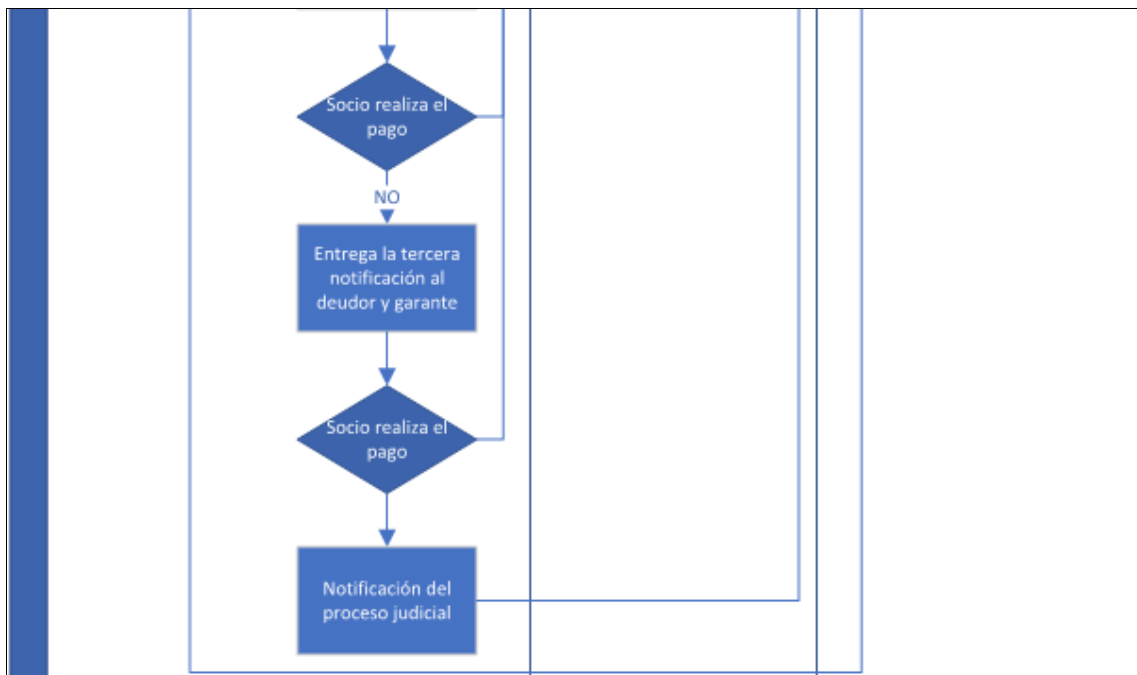 Socio realiza el
pago
NO
Entrega la tercera
notificación al
deudor y garante
Socio realiza el
pago
Notificación del
proceso judicial